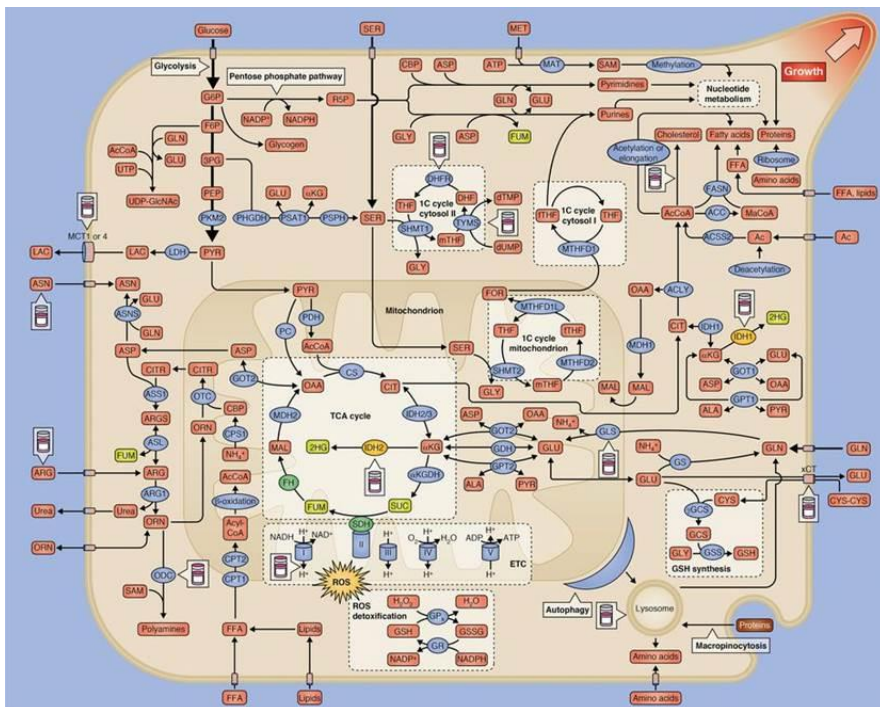 Glucose
SER
MET
Glycolysis
Pentose phosphate pathway
G6P
R5P
NADP⁺
NADPH
Glycogen
F6P
GLN
GLU
AcCoA
UTP
UDP-GlcNAc
3PG
PEP
PKM2
PYR
PHGDH
PSAT1
PSPH
GLU
αKG
SER
CBP
ASP
ATP
MAT
SAM
Methylation
GLN
GLU
Pyrimidines
Purines
Nucleotide
metabolism
GLY
ASP
FUM
Growth
Cholesterol
Fatty acids
Proteins
Acetylation or
elongation
FFA
Ribosome
Amino acids
FASN
AcCoA
ACC
MaCoA
ACSS2
Ac
Deacetylation
FFA, lipids
Ac
DHFR
THF
DHF
1C cycle
cytosol II
SHMT1
mTHF
TYMS
dTMP
dUMP
GLY
1C cycle
cytosol I
fTHF
THF
MTHFD1
MCT1 or 4
LAC
LAC
LDH
ASN
ASN
ASNS
GLU
GLN
ASP
PYR
PC
PDH
AcCoA
Mitochondrion
FOR
MTHFD1L
THF
fTHF
1C cycle
mitochondrion
SHMT2
MTHFD2
mTHF
SER
GLY
OAA
ACLY
CIT
MDH1
MAL
MAL
IDH1
IDH1
2HG
αKG
GLU
GOT1
ASP
OAA
GPT1
ALA
PYR
CITR
CITR
ASS1
ARGS
ASL
FUM
ARG
ARG
ARG1
Urea
Urea
ORN
ORN
OTC
ORN
CBP
CPS1
NH₄⁺
ASP
GOT2
AcCoA
β-oxidation
Acyl-
CoA
CPT2
CPT1
FFA
Lipids
FFA
Lipids
ODC
SAM
Polyamines
OAA
CS
CIT
TCA cycle
MDH2
IDH2/3
MAL
2HG
IDH2
αKG
FH
αKGDH
FUM
SUC
SDH
ASP
OAA
GOT2
GDH
GPT2
GLU
ALA
PYR
NH₄⁺
GLS
GLN
GLN
NH₄⁺
GS
GLU
xCT
GLU
CYS-CYS
CYS
GCS
GCS
GLY
GSS
GSH
GSH synthesis
NADH
H⁺
NAD⁺
I
H⁺
II
H⁺
III
H⁺
O₂
H⁺
H₂O
IV
H⁺
ADP
H⁺
ATP
V
H⁺
ETC
ROS
ROS
detoxification
H₂O₂
H₂O
GPx
GSH
GSSG
GR
NADP⁺
NADPH
Autophagy
Lysosome
Proteins
Macropinocytosis
Amino acids
Amino acids